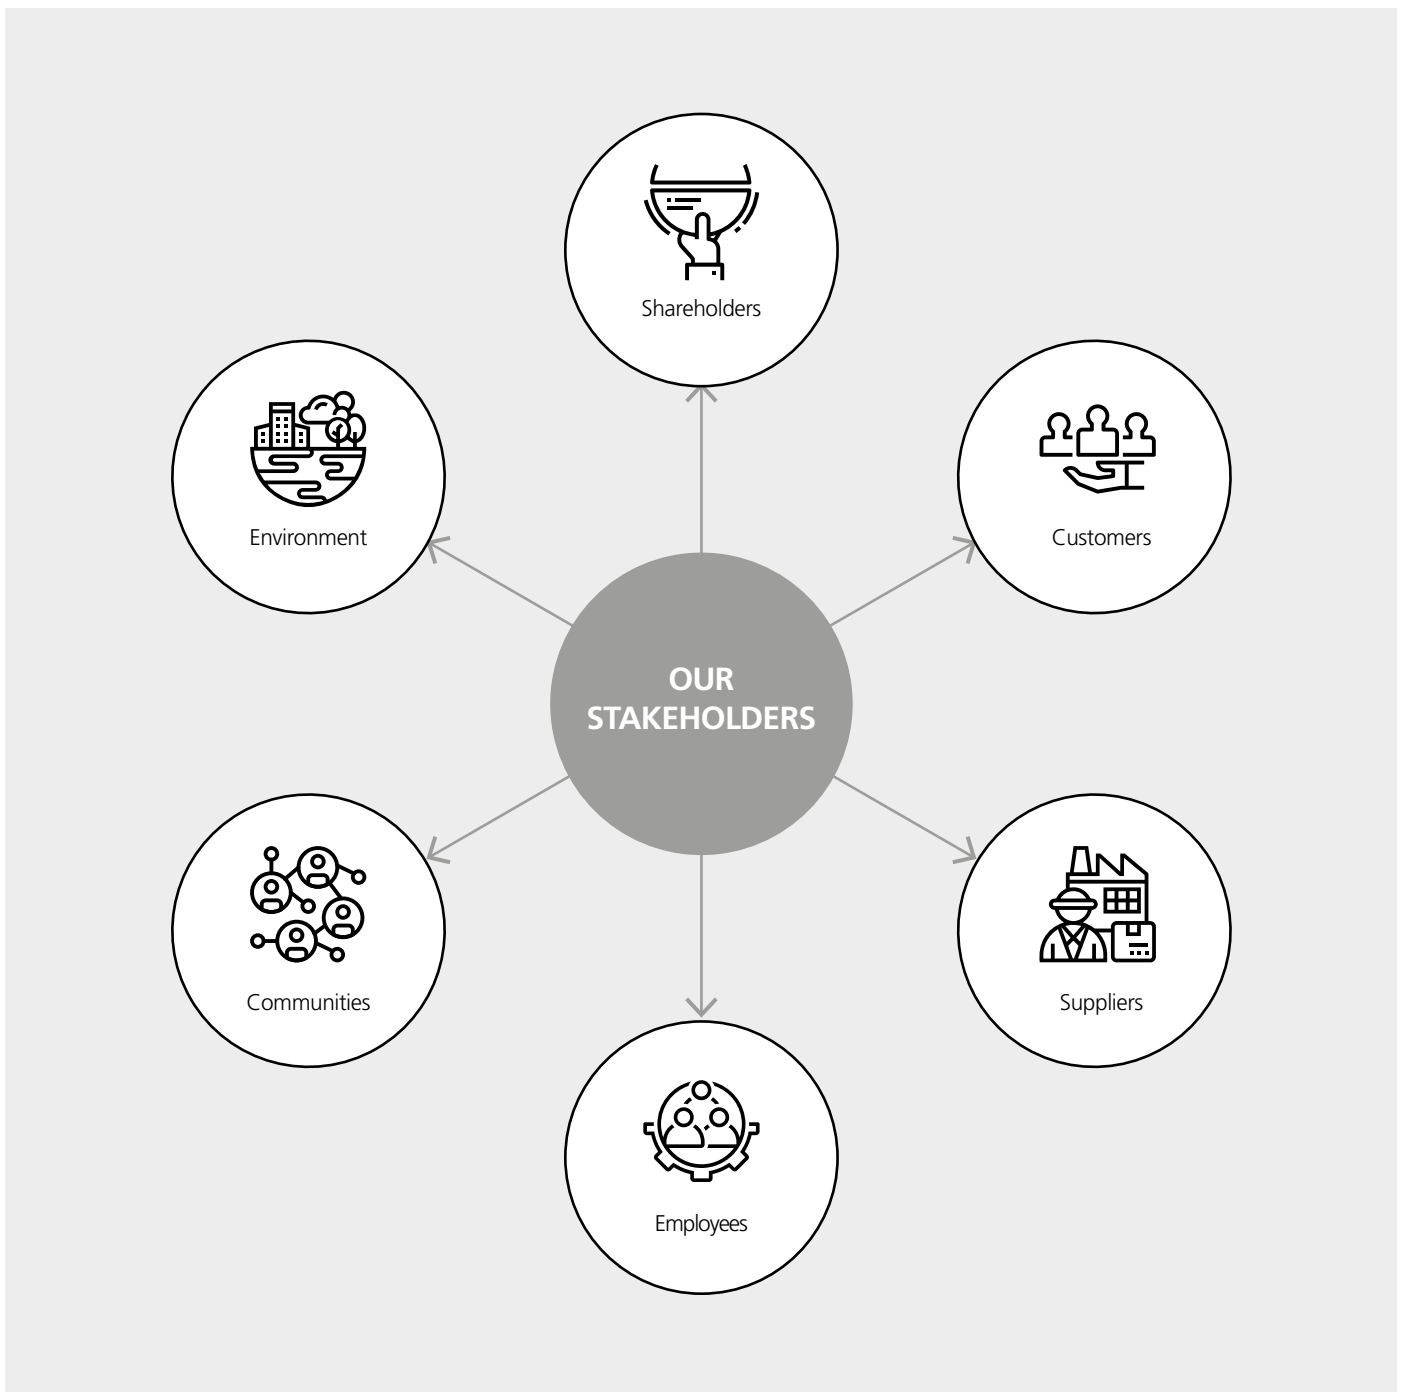 Shareholders
Environment
Customers
OUR
STAKEHOLDERS
Communities
Suppliers
Employees